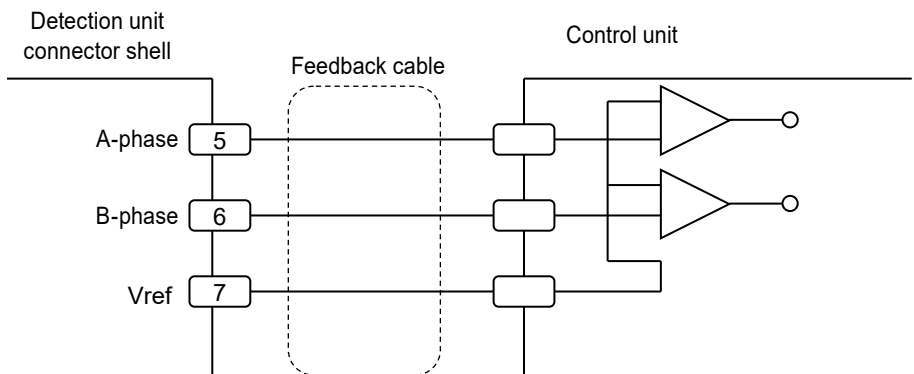 Detection unit
connector shell
Control unit
Feedback cable
A-phase 5
B-phase 6
Vref 7